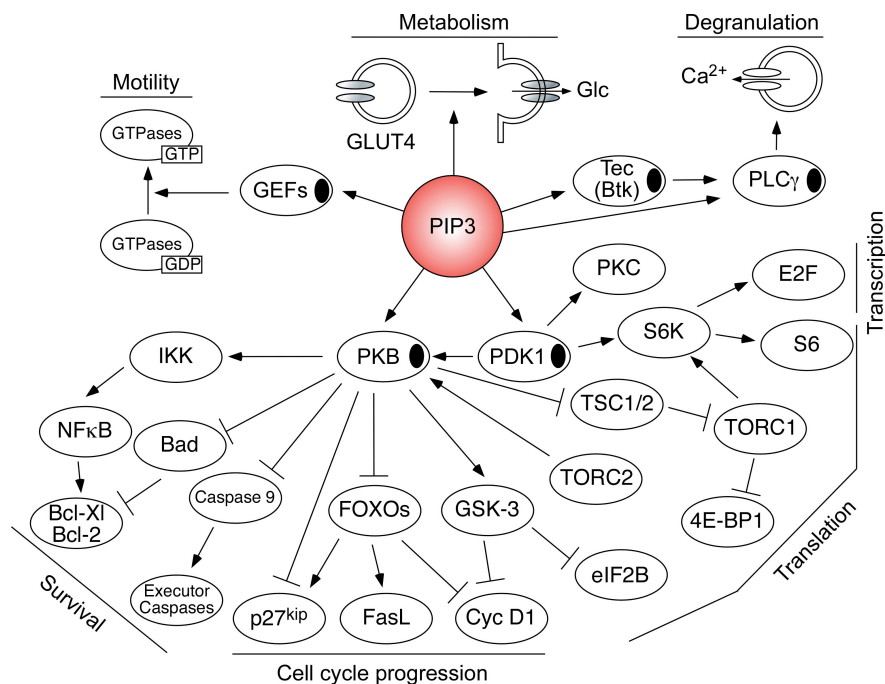 Metabolism
Degranulation
Motility
Ca2+
Glc
GTPases
GTP
GLUT4
Tec
(Btk)
PLCγ
GEFs
PIP3
GTPases
GDP
PKC
E2F
Transcription
S6K
S6
IKK
PKB
PDK1
TSC1/2
TORC1
NFκB
Bad
TORC2
Caspase 9
FOXOs
GSK-3
4E-BP1
Bcl-Xl
Bcl-2
eIF2B
Translation
Executor
Caspases
Survival
p27kip
FasL
Cyc D1
Cell cycle progression